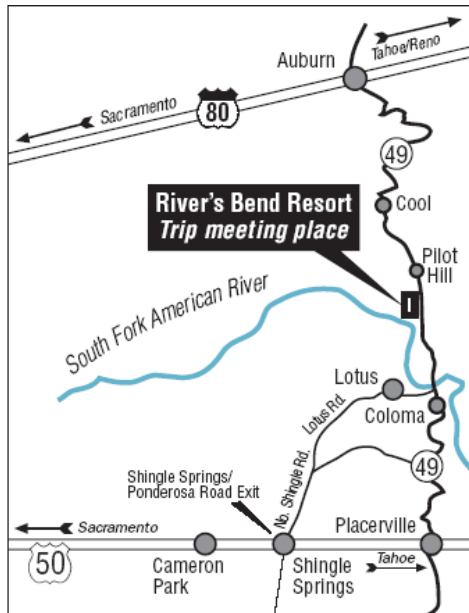 Tahoe/Reno
Auburn
Sacramento
80
49
River's Bend Resort
Trip meeting place
Cool
Pilot
Hill
South Fork American River
Lotus
Lotus Rd.
Coloma
No. Shingle Rd.
49
Shingle Springs/
Ponderosa Road Exit
Sacramento
Placerville
50
Cameron
Park
Shingle
Springs
Tahoe